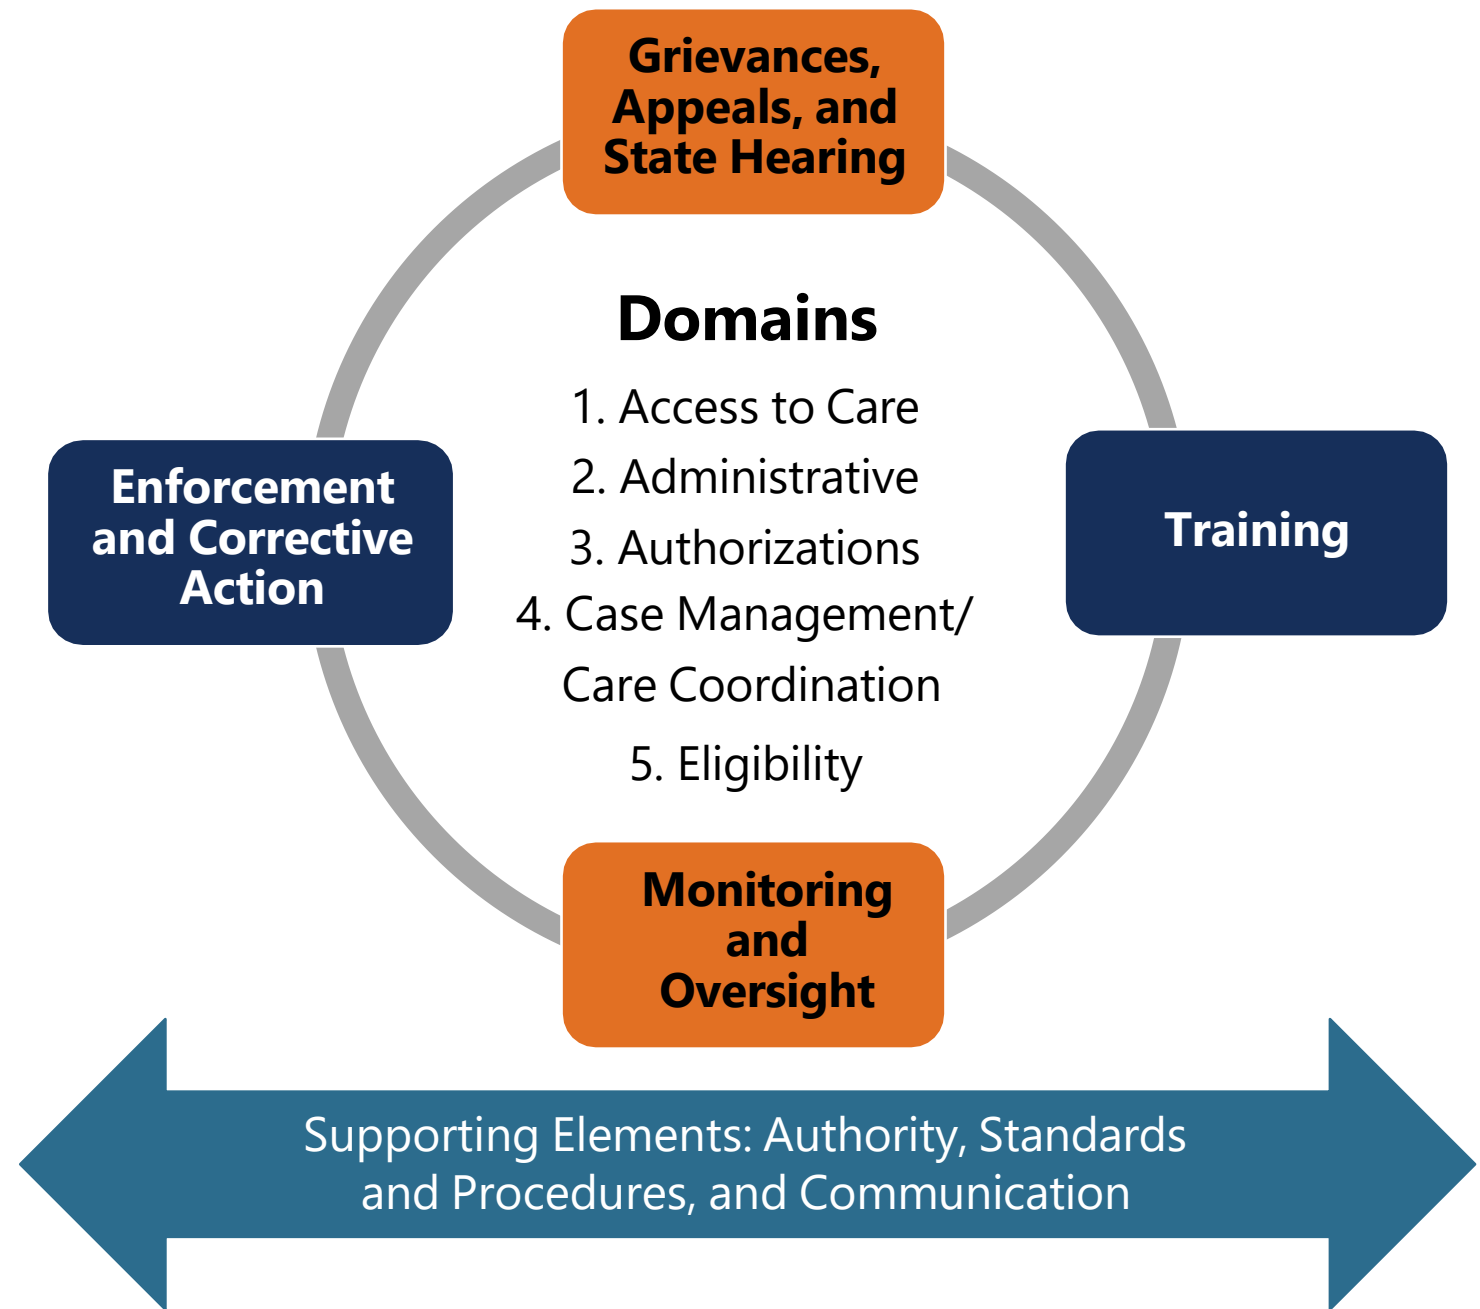 Grievances,
Appeals, and
State Hearing
Domains
1. Access to Care
2. Administrative
3. Authorizations
4. Case Management/
Care Coordination
5. Eligibility
Enforcement
and Corrective
Action
Training
Monitoring
and
Oversight
Supporting Elements: Authority, Standards
and Procedures, and Communication